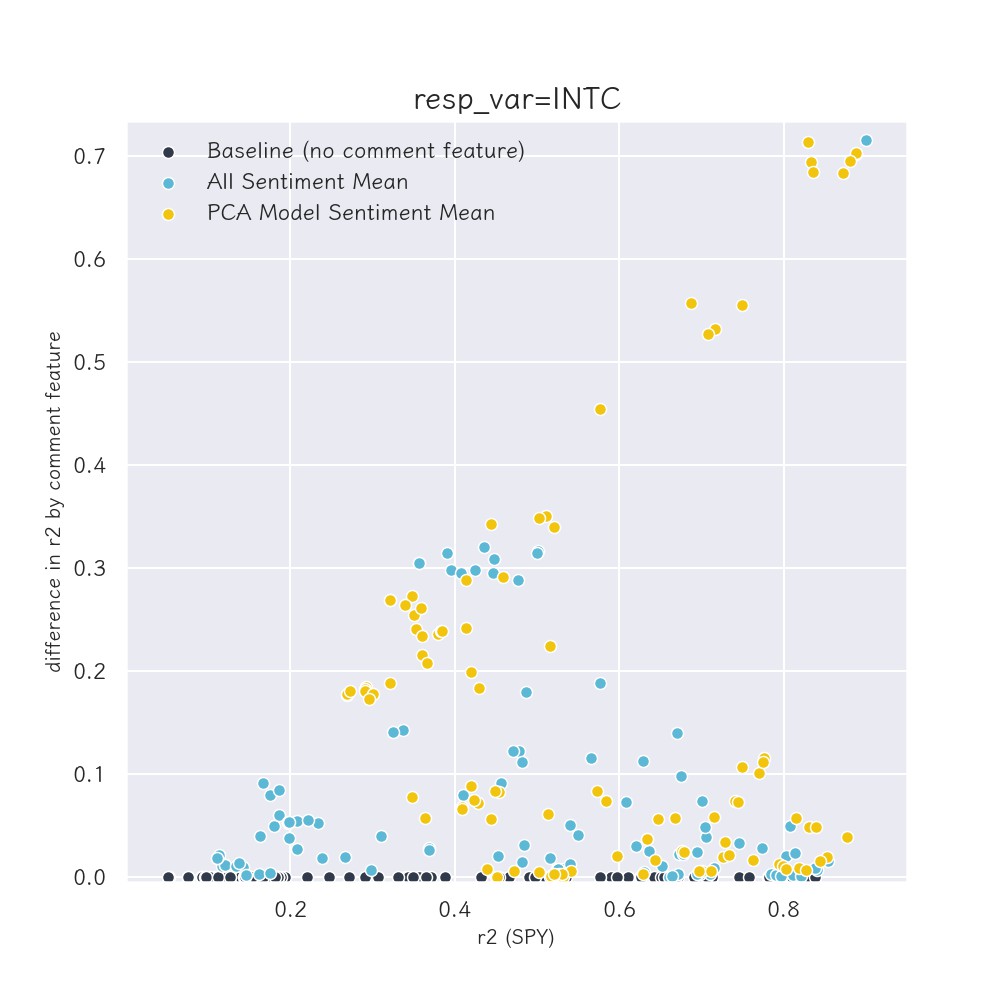 resp_var=INTC
Baseline (no comment feature)
All Sentiment Mean
PCA Model Sentiment Mean
difference in r2 by comment feature
0.7
0.6
0.5
0.4
0.3
0.2
0.1
0.0
0.2
0.4
0.6
0.8
r2 (SPY)